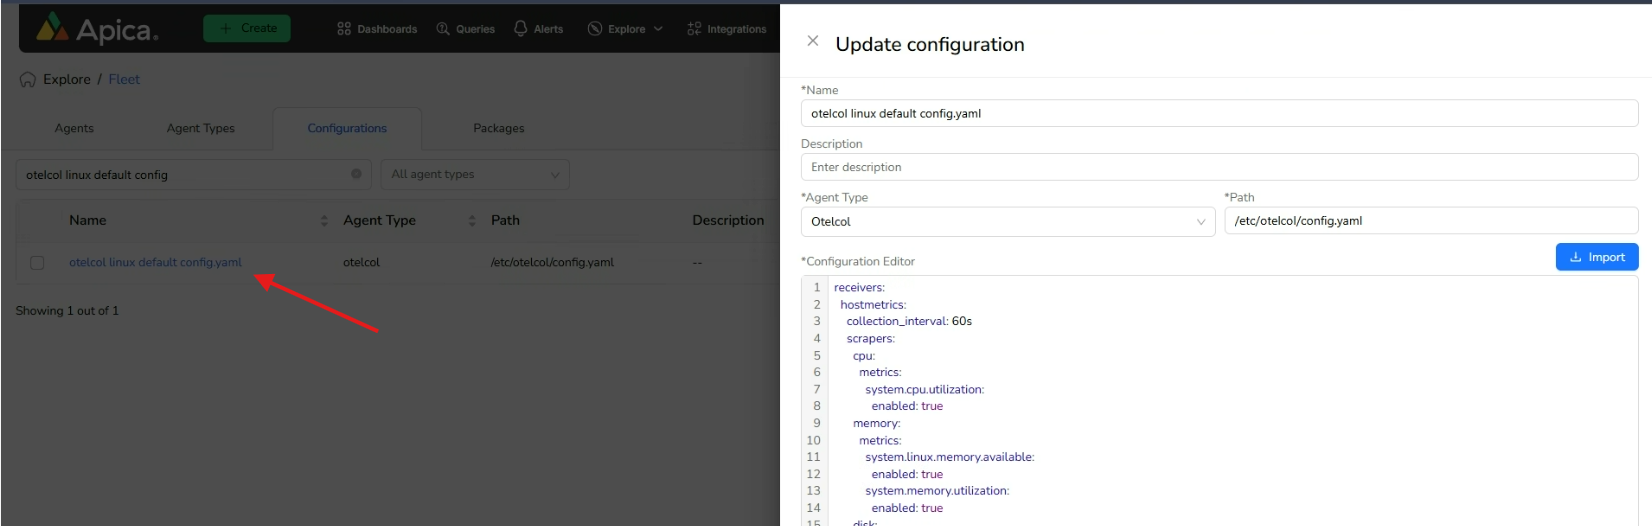 Apica
Create
Dashboards
Queries
Alerts
Explore
Integrations
Explore / Fleet
Agents
Agent Types
Configurations
Packages
otelcol linux default config
All agent types
Name
Agent Type
Path
Description
otelcol linux default config.yaml
otelcol
/etc/otelcol/config.yaml
--
Showing 1 out of 1
Update configuration
*Name
otelcol linux default config.yaml
Description
Enter description
*Agent Type
*Path
Otelcol
/etc/otelcol/config.yaml
*Configuration Editor
Import
1 receivers:
2 hostmetrics:
3 collection_interval: 60s
4 scrapers:
5 cpu:
6 metrics:
7 system.cpu.utilization:
8 enabled: true
9 memory:
10 metrics:
11 system.linux.memory.available:
12 enabled: true
13 system.memory.utilization:
14 enabled: true
15 disk: